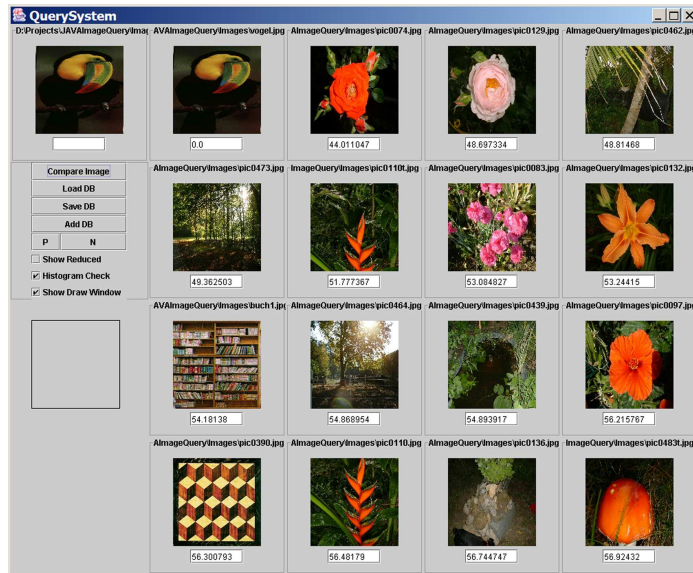 QuerySystem
D:\Projects\JAVAImageQuery\Imag
AVAImageQuery\Images\vogel.jpg
AImageQuery\Images\pic0074.jpg
AImageQuery\Images\pic0129.jpg
AImageQuery\Images\pic0462.jpg
0.0
44.011047
48.697334
48.81468
Compare Image
Load DB
Save DB
Add DB
P N
Show Reduced
Histogram Check
Show Draw Window
AImageQuery\Images\pic0473.jpg
ImageQuery\Images\pic0110t.jpg
AImageQuery\Images\pic0083.jpg
AImageQuery\Images\pic0132.jpg
49.362503
51.777367
53.084827
53.24415
AVAImageQuery\Images\buch1.jpg
AImageQuery\Images\pic0464.jpg
AImageQuery\Images\pic0439.jpg
AImageQuery\Images\pic0097.jpg
54.18138
54.868954
54.893917
56.215767
AImageQuery\Images\pic0390.jpg
AImageQuery\Images\pic0110.jpg
AImageQuery\Images\pic0136.jpg
ImageQuery\Images\pic0483t.jpg
56.300793
56.48179
56.744747
56.92432